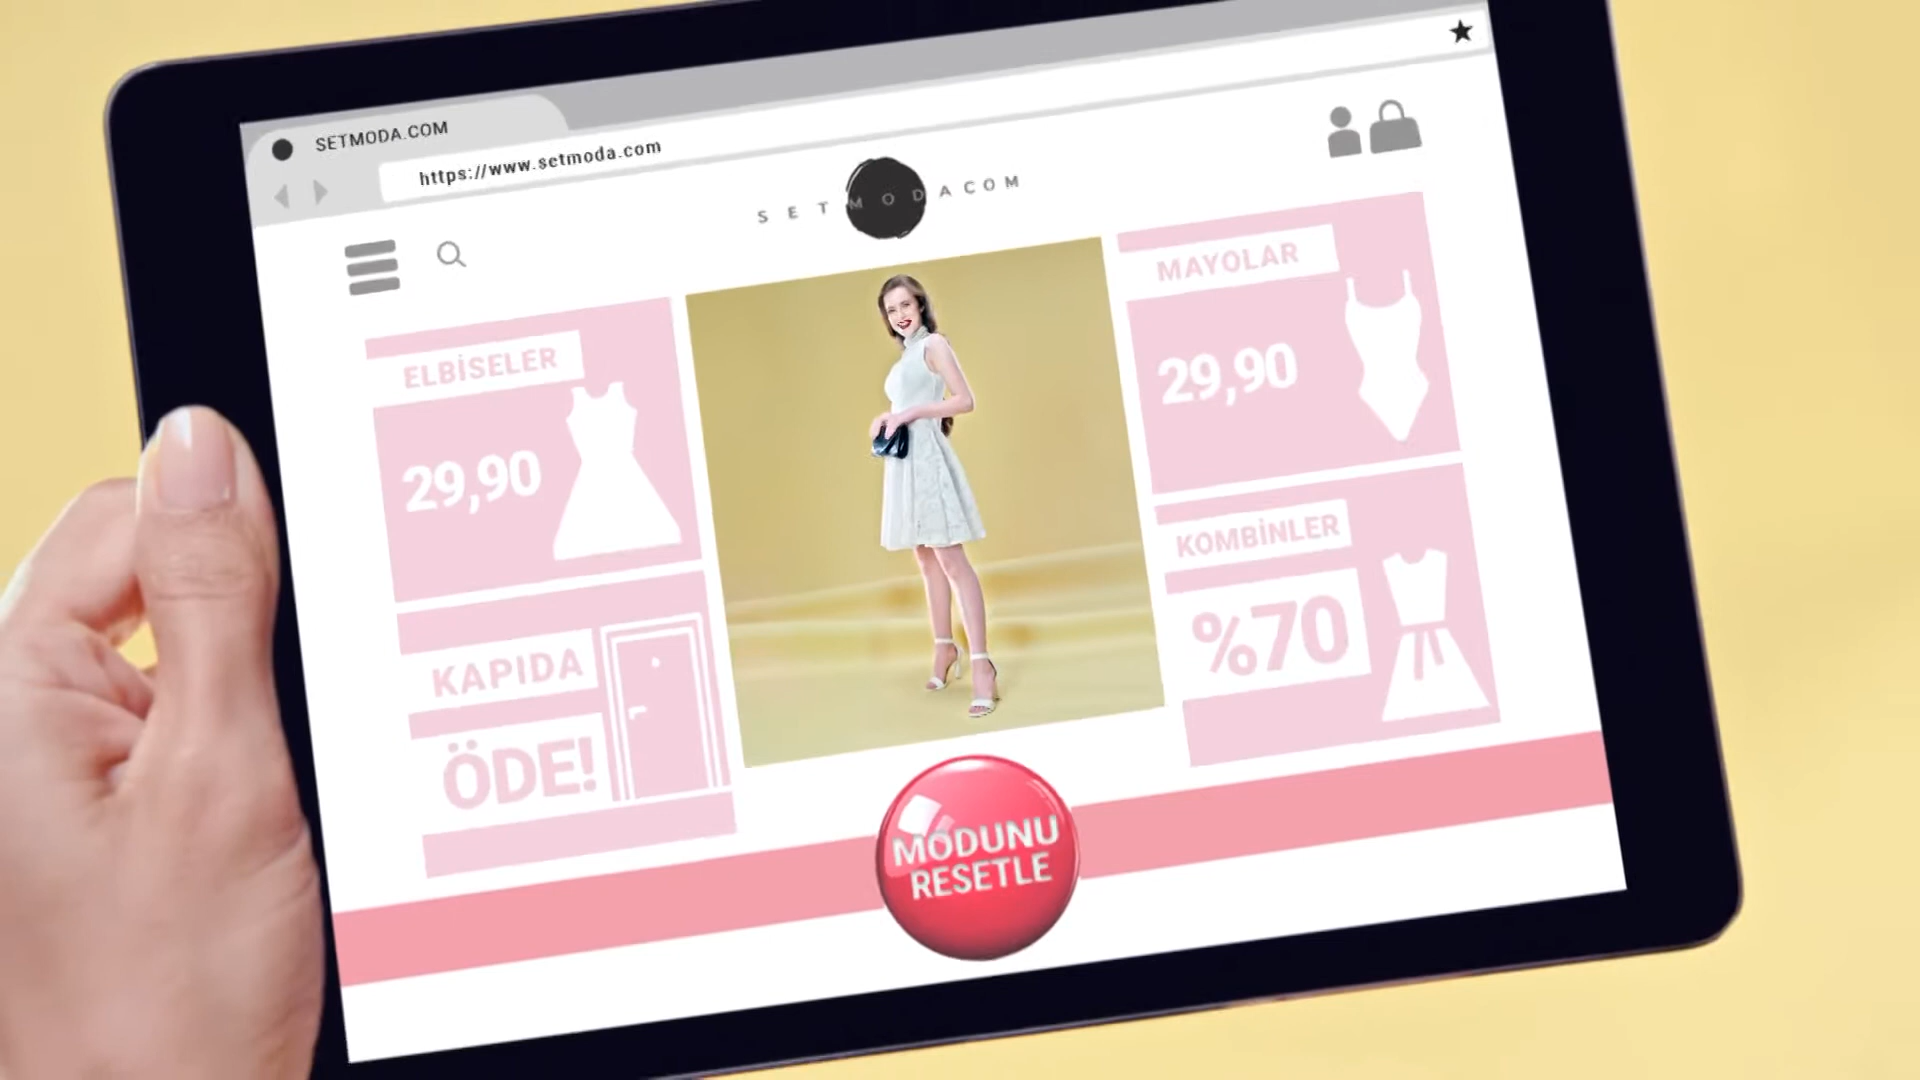 SETMODA.COM
https://www.setmoda.com
SETMODACOM
ELBİSELER
29,90
KAPIDA
ÖDE!
MAYOLAR
29,90
KOMBİNLER
%70
MODUNU
RESETLE